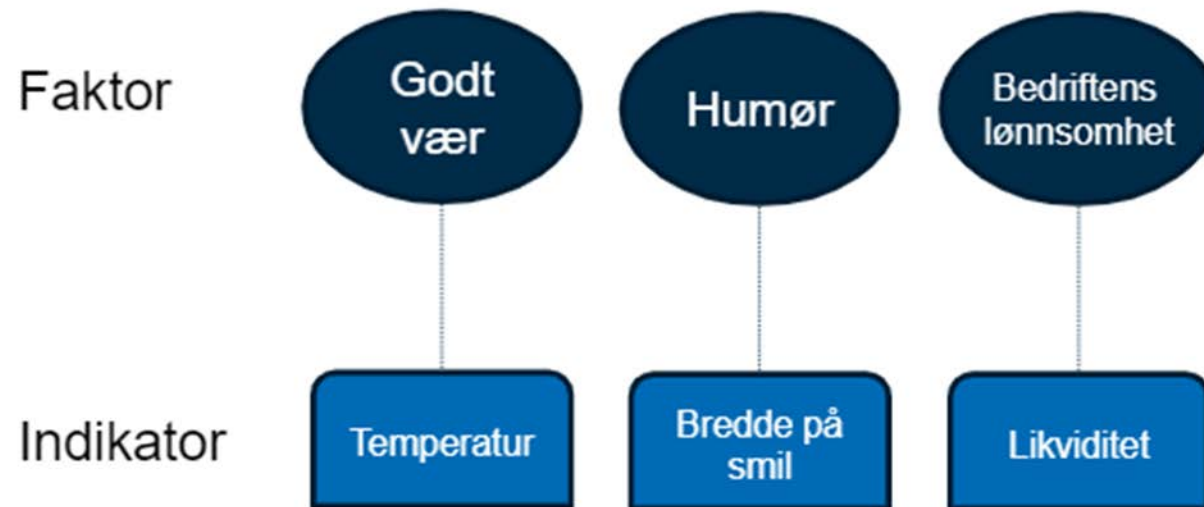 Faktor
Godt
vær
Humør
Bedriftens
lønnsomhet
Indikator
Temperatur
Bredde på
smil
Likviditet